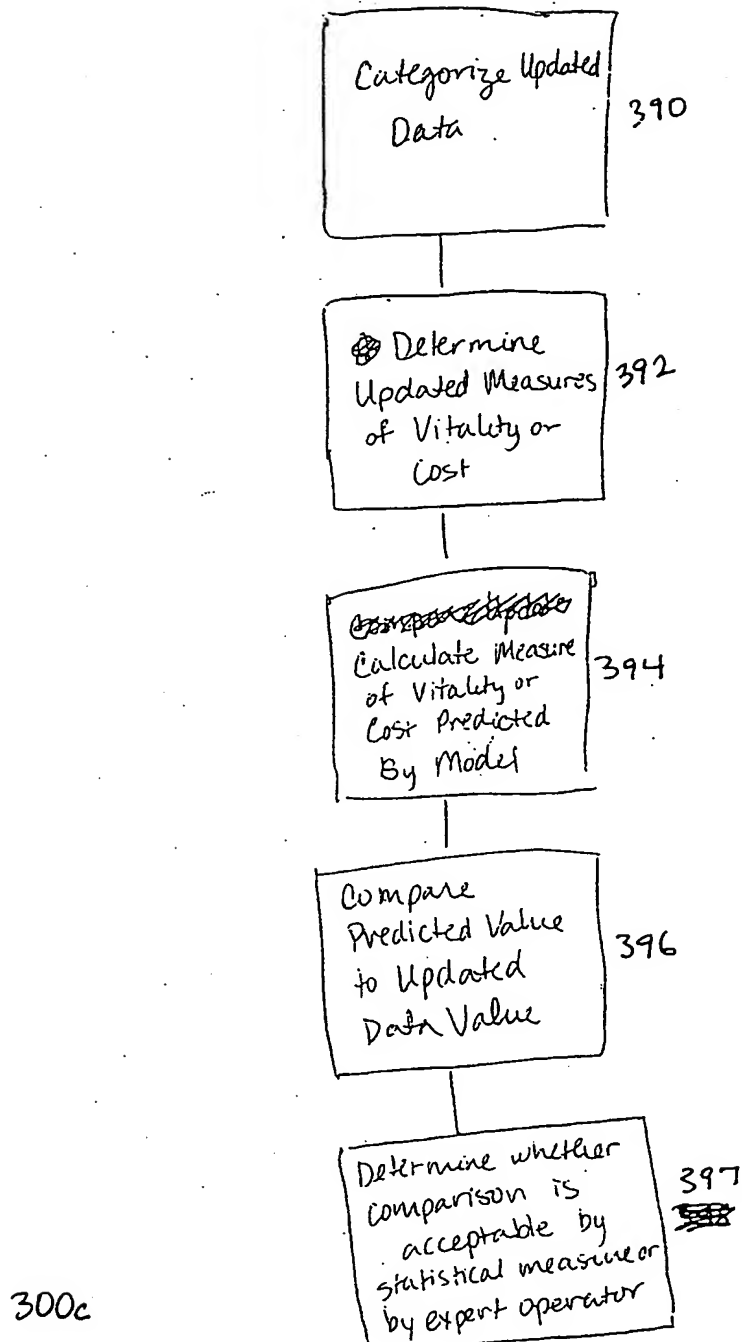 Categorize Updated
Data
390
Determine
Updated Measures
of Vitality or
Cost
392
Calculate Measure
of Vitality or
Cost Predicted
By Model
394
Compare
Predicted Value
to Updated
Data Value
396
Determine whether
comparison is
acceptable by
statistical measure or
by expert operator
397
300c